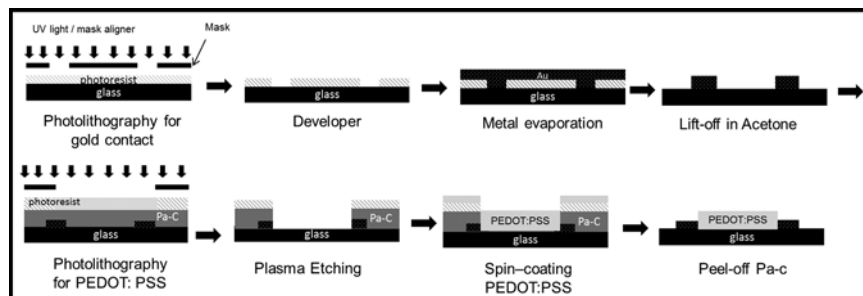 UV light / mask aligner
Mask
photoresist
glass
Photolithography for
gold contact
glass
Developer
Au
glass
Metal evaporation
Lift-off in Acetone
photoresist
Pa-C
glass
Photolithography
for PEDOT: PSS
Pa-C
glass
Plasma Etching
PEDOT:PSS
Pa-C
glass
Spin–coating
PEDOT:PSS
PEDOT:PSS
glass
Peel-off Pa-c